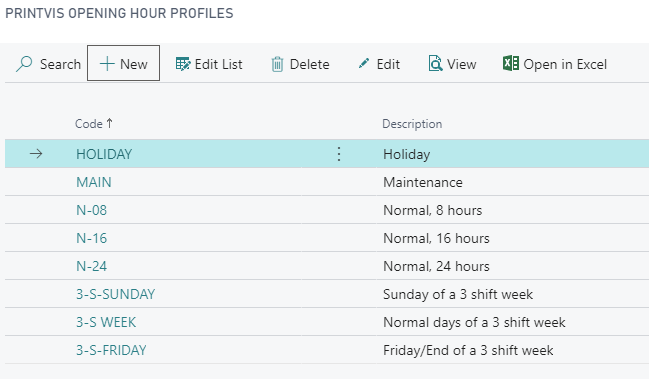 PRINTVIS OPENING HOUR PROFILES
Search New Edit List Delete Edit View Open in Excel
Code ↑ Description
HOLIDAY Holiday
MAIN Maintenance
N-08 Normal, 8 hours
N-16 Normal, 16 hours
N-24 Normal, 24 hours
3-S-SUNDAY Sunday of a 3 shift week
3-S WEEK Normal days of a 3 shift week
3-S-FRIDAY Friday/End of a 3 shift week